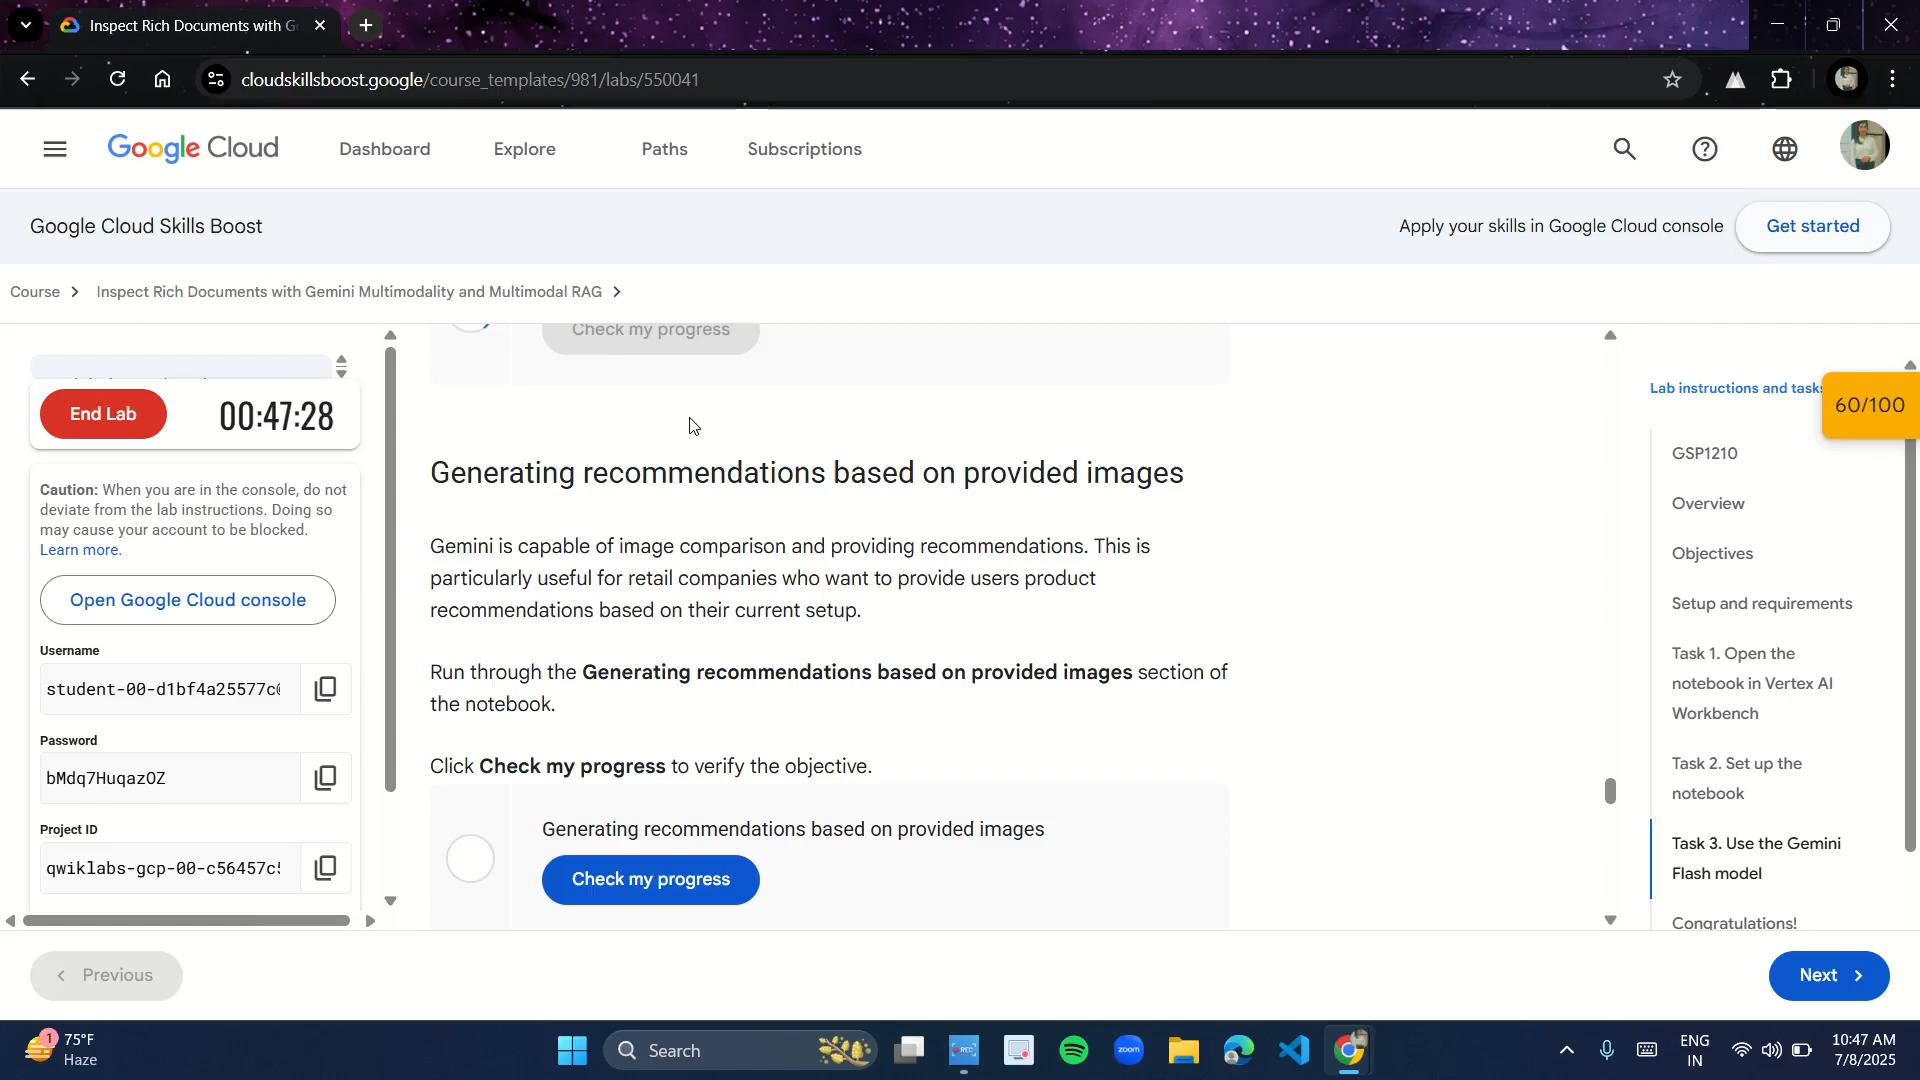 Inspect Rich Documents with G
cloudskillsboost.google/course_templates/981/labs/550041
Google Cloud
Dashboard
Explore
Paths
Subscriptions
Google Cloud Skills Boost
Apply your skills in Google Cloud console
Get started
Course
Inspect Rich Documents with Gemini Multimodality and Multimodal RAG
End Lab
00:47:28
Caution: When you are in the console, do not
deviate from the lab instructions. Doing so
may cause your account to be blocked.
Learn more.
Open Google Cloud console
Username
student-00-d1bf4a25577c
Password
bMdq7HuqazOZ
Project ID
qwiklabs-gcp-00-c56457c
Previous
Check my progress
Generating recommendations based on provided images
Gemini is capable of image comparison and providing recommendations. This is
particularly useful for retail companies who want to provide users product
recommendations based on their current setup.
Run through the Generating recommendations based on provided images section of
the notebook.
Click Check my progress to verify the objective.
Generating recommendations based on provided images
Check my progress
Lab instructions and tasks
60/100
GSP1210
Overview
Objectives
Setup and requirements
Task 1. Open the
notebook in Vertex AI
Workbench
Task 2. Set up the
notebook
Task 3. Use the Gemini
Flash model
Congratulations!
Next
1
75°F
Haze
Search
REC
zoom
ENG
IN
10:47 AM
7/8/2025